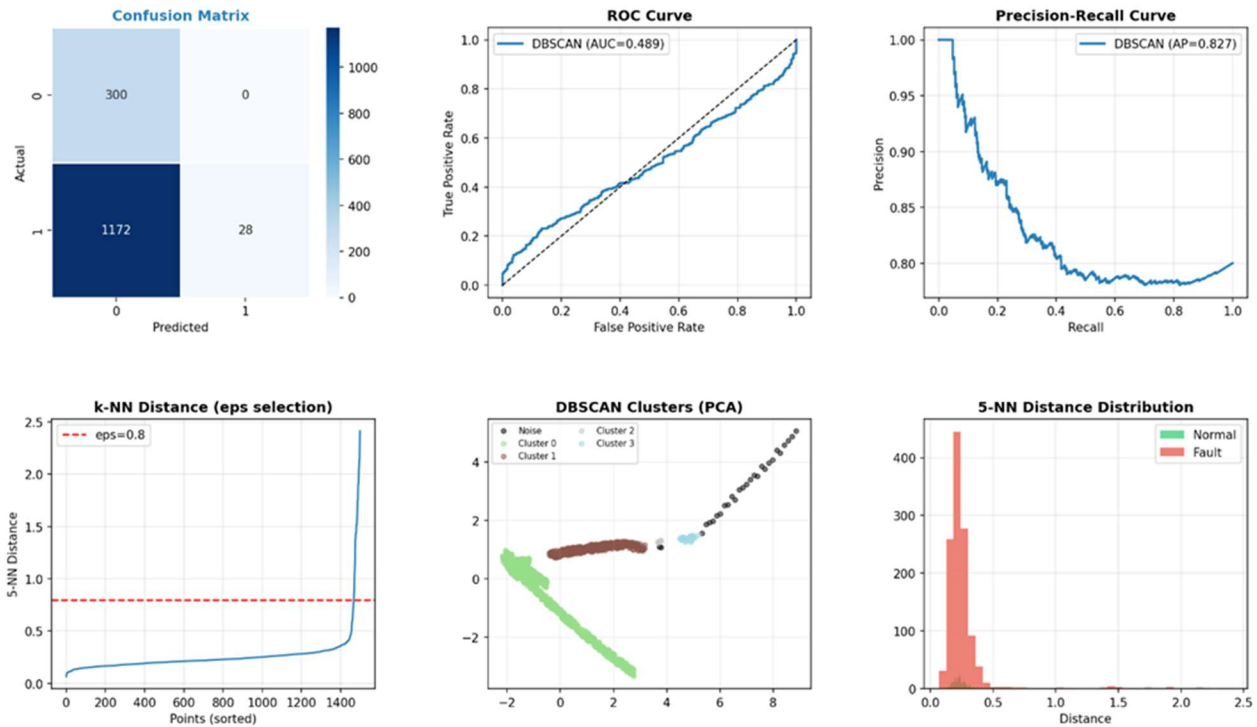 Confusion Matrix
Actual
0
1
300
0
1172
28
0
1
Predicted
1000
800
600
400
200
0
ROC Curve
DBSCAN (AUC=0.489)
True Positive Rate
1.0
0.8
0.6
0.4
0.2
0.0
0.0 0.2 0.4 0.6 0.8 1.0
False Positive Rate
Precision-Recall Curve
DBSCAN (AP=0.827)
Precision
1.00
0.95
0.90
0.85
0.80
0.0 0.2 0.4 0.6 0.8 1.0
Recall
k-NN Distance (eps selection)
eps=0.8
5-NN Distance
2.5
2.0
1.5
1.0
0.5
0.0
0 200 400 600 800 1000 1200 1400
Points (sorted)
DBSCAN Clusters (PCA)
Noise
Cluster 0
Cluster 1
Cluster 2
Cluster 3
4
2
0
−2
−2 0 2 4 6 8
5-NN Distance Distribution
Normal
Fault
400
300
200
100
0
0.0 0.5 1.0 1.5 2.0 2.5
Distance